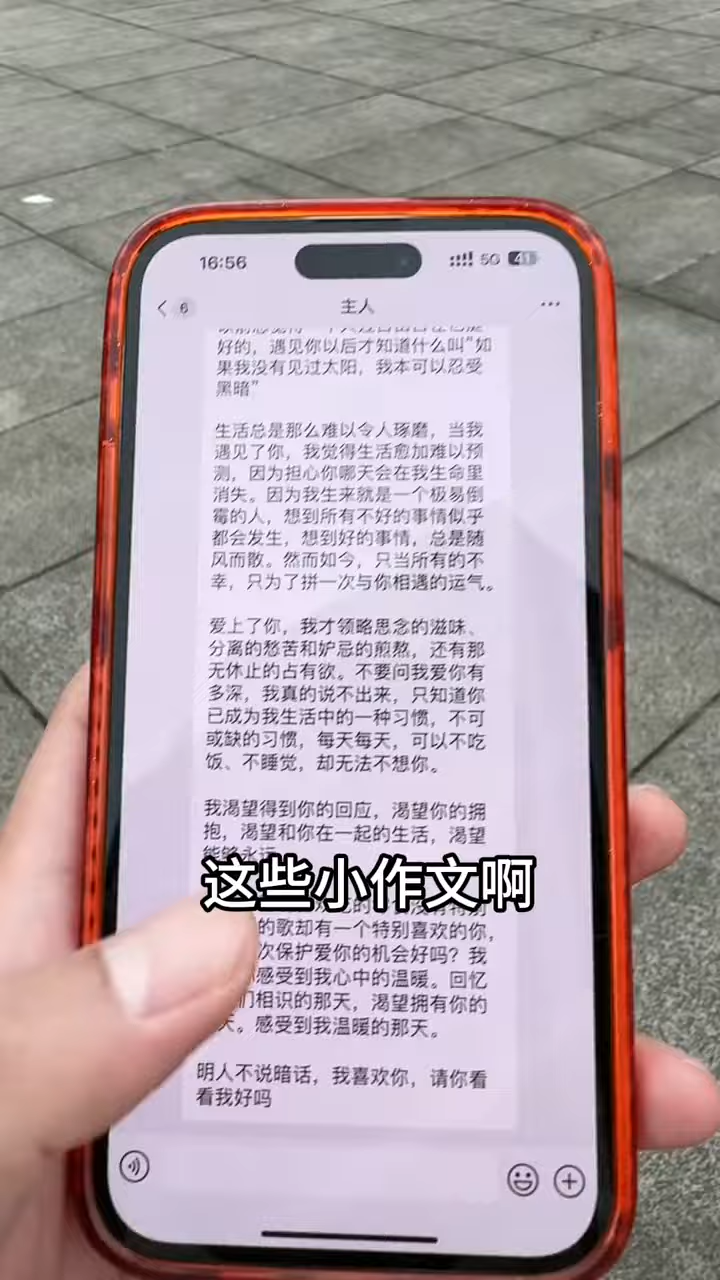 16:56
5G
41
6
主人
好的，遇见你以后才知道什么叫“如
果我没有见过太阳，我本可以忍受
黑暗”
生活总是那么难以令人琢磨，当我
遇见了你，我觉得生活愈加难以预
测，因为担心你哪天会在我生命里
消失。因为我生来就是一个极易倒
霉的人，想到所有不好的事情似乎
都会发生，想到好的事情，总是随
风而散。然而如今，只当所有的不
幸，只为了拼一次与你相遇的运气。
爱上了你，我才领略思念的滋味、
分离的愁苦和妒忌的煎熬，还有那
无休止的占有欲。不要问我爱你有
多深，我真的说不出来，只知道你
已成为我生活中的一种习惯，不可
或缺的习惯，每天每天，可以不吃
饭、不睡觉，却无法不想你。
我渴望得到你的回应，渴望你的拥
抱，渴望和你在一起的生活，渴望
能够永远
这些小作文啊
的歌却有一个特别喜欢的你，
次保护爱你的机会好吗？我
感受到我心中的温暖。回忆
们相识的那天，渴望拥有你的
天。感受到我温暖的那天。
明人不说暗话，我喜欢你，请你看
看我好吗